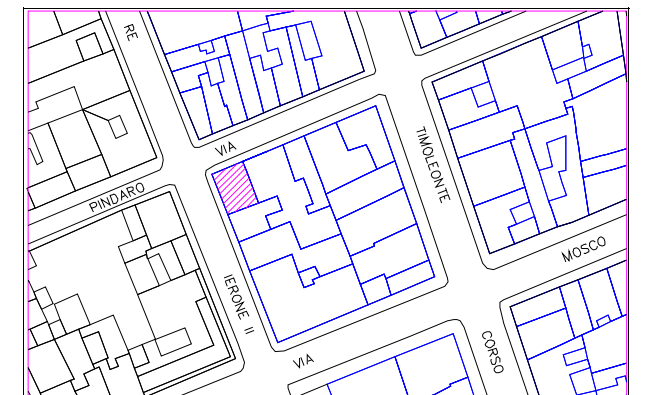 RE
VIA
TIMOLEONTE
PINDARO
MOSCO
IERONE II
VIA
CORSO